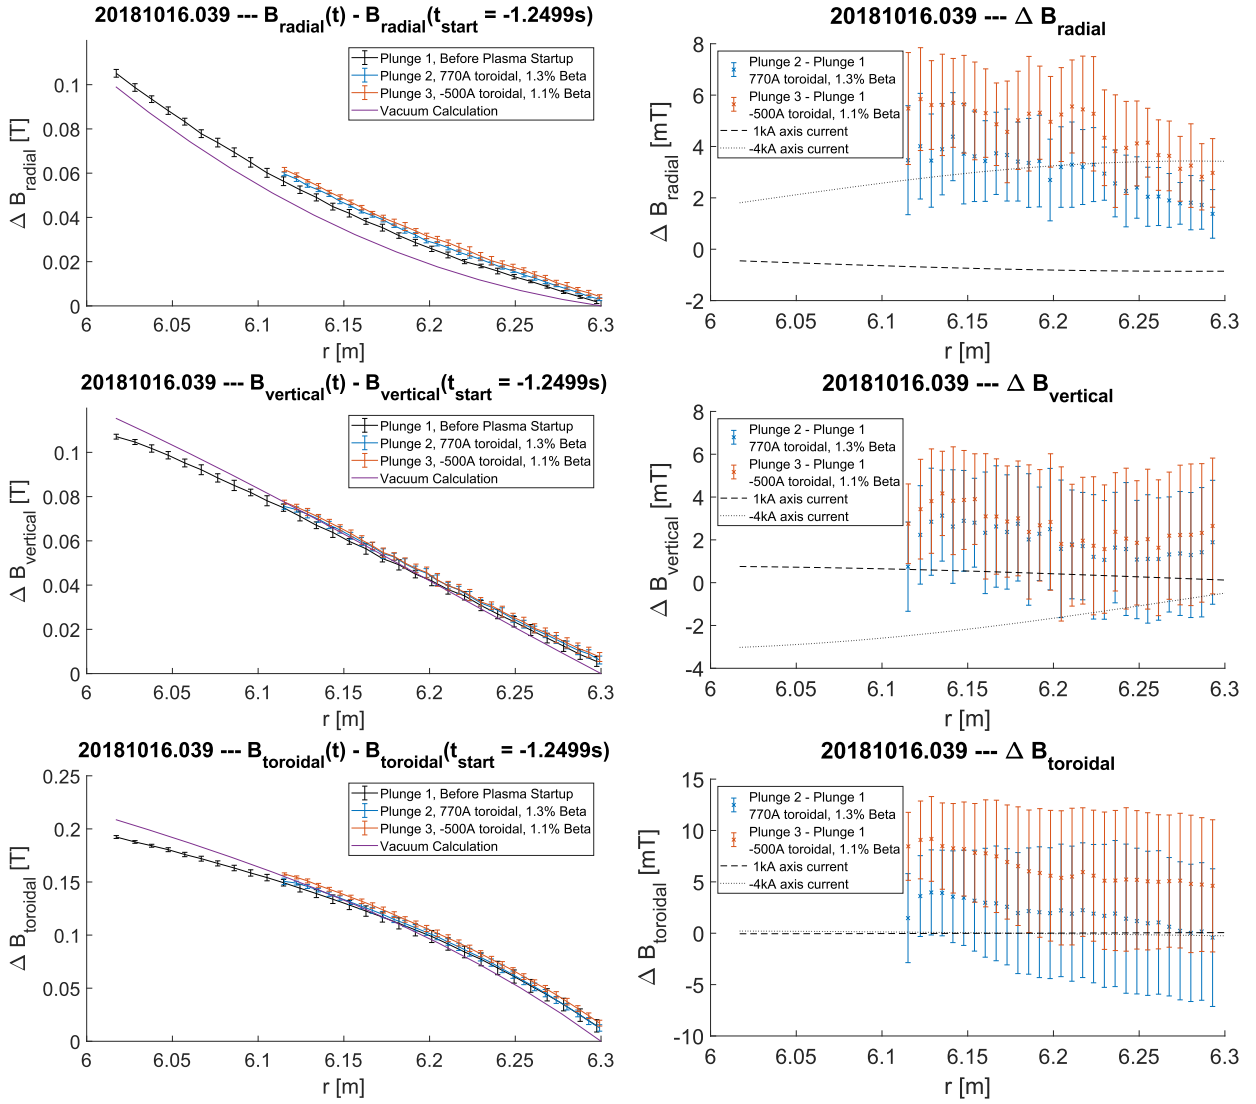 20181016.039 --- B_radial(t) - B_radial(t_start = -1.2499s)
Plunge 1, Before Plasma Startup
Plunge 2, 770A toroidal, 1.3% Beta
Plunge 3, -500A toroidal, 1.1% Beta
Vacuum Calculation
Δ B_radial [T]
0.1
0.08
0.06
0.04
0.02
0
6 6.05 6.1 6.15 6.2 6.25 6.3
r [m]
20181016.039 --- Δ B_radial
Plunge 2 - Plunge 1
770A toroidal, 1.3% Beta
Plunge 3 - Plunge 1
-500A toroidal, 1.1% Beta
1kA axis current
-4kA axis current
Δ B_radial [mT]
8
6
4
2
0
-2
6 6.05 6.1 6.15 6.2 6.25 6.3
r [m]
20181016.039 --- B_vertical(t) - B_vertical(t_start = -1.2499s)
Plunge 1, Before Plasma Startup
Plunge 2, 770A toroidal, 1.3% Beta
Plunge 3, -500A toroidal, 1.1% Beta
Vacuum Calculation
Δ B_vertical [T]
0.1
0.08
0.06
0.04
0.02
0
6 6.05 6.1 6.15 6.2 6.25 6.3
r [m]
20181016.039 --- Δ B_vertical
Plunge 2 - Plunge 1
770A toroidal, 1.3% Beta
Plunge 3 - Plunge 1
-500A toroidal, 1.1% Beta
1kA axis current
-4kA axis current
Δ B_vertical [mT]
8
6
4
2
0
-2
-4
6 6.05 6.1 6.15 6.2 6.25 6.3
r [m]
20181016.039 --- B_toroidal(t) - B_toroidal(t_start = -1.2499s)
Plunge 1, Before Plasma Startup
Plunge 2, 770A toroidal, 1.3% Beta
Plunge 3, -500A toroidal, 1.1% Beta
Vacuum Calculation
Δ B_toroidal [T]
0.25
0.2
0.15
0.1
0.05
0
6 6.05 6.1 6.15 6.2 6.25 6.3
r [m]
20181016.039 --- Δ B_toroidal
Plunge 2 - Plunge 1
770A toroidal, 1.3% Beta
Plunge 3 - Plunge 1
-500A toroidal, 1.1% Beta
1kA axis current
-4kA axis current
Δ B_toroidal [mT]
15
10
5
0
-5
-10
6 6.05 6.1 6.15 6.2 6.25 6.3
r [m]